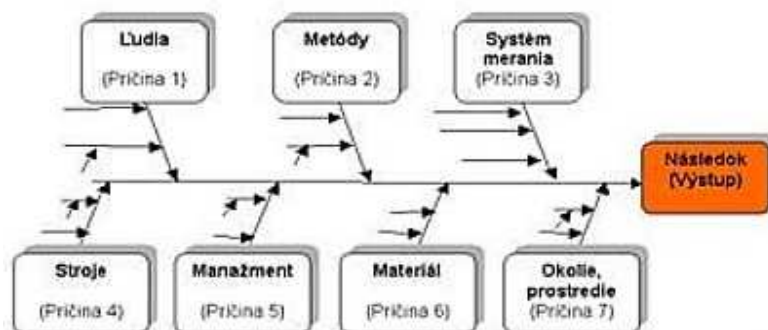 Ľudia
(Príčina 1)
Metódy
(Príčina 2)
Systém
merania
(Príčina 3)
Následok
(Výstup)
Stroje
(Príčina 4)
Manažment
(Príčina 5)
Materiál
(Príčina 6)
Okolie,
prostredie
(Príčina 7)